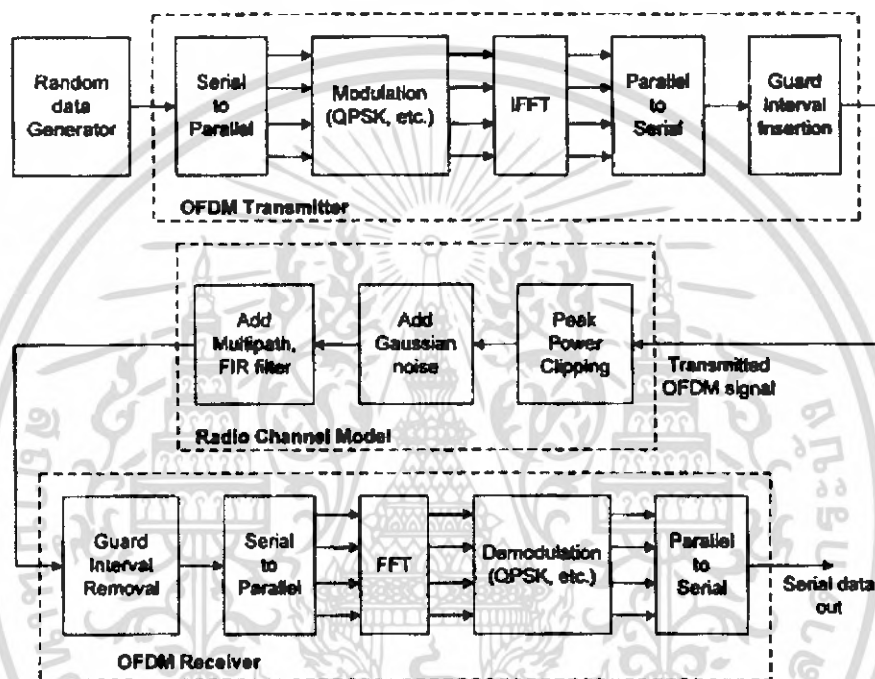 Random
data
Generator
Serial
to
Parallel
Modulation
(QPSK, etc.)
IFFT
Parallel
to
Serial
Guard
Interval
Insertion
OFDM Transmitter
Add
Multipath,
FIR filter
Add
Gaussian
noise
Peak
Power
Clipping
Transmitted
OFDM signal
Radio Channel Model
Guard
Interval
Removal
Serial
to
Parallel
FFT
Demodulation
(QPSK, etc.)
Parallel
to
Serial
Serial data
out
OFDM Receiver